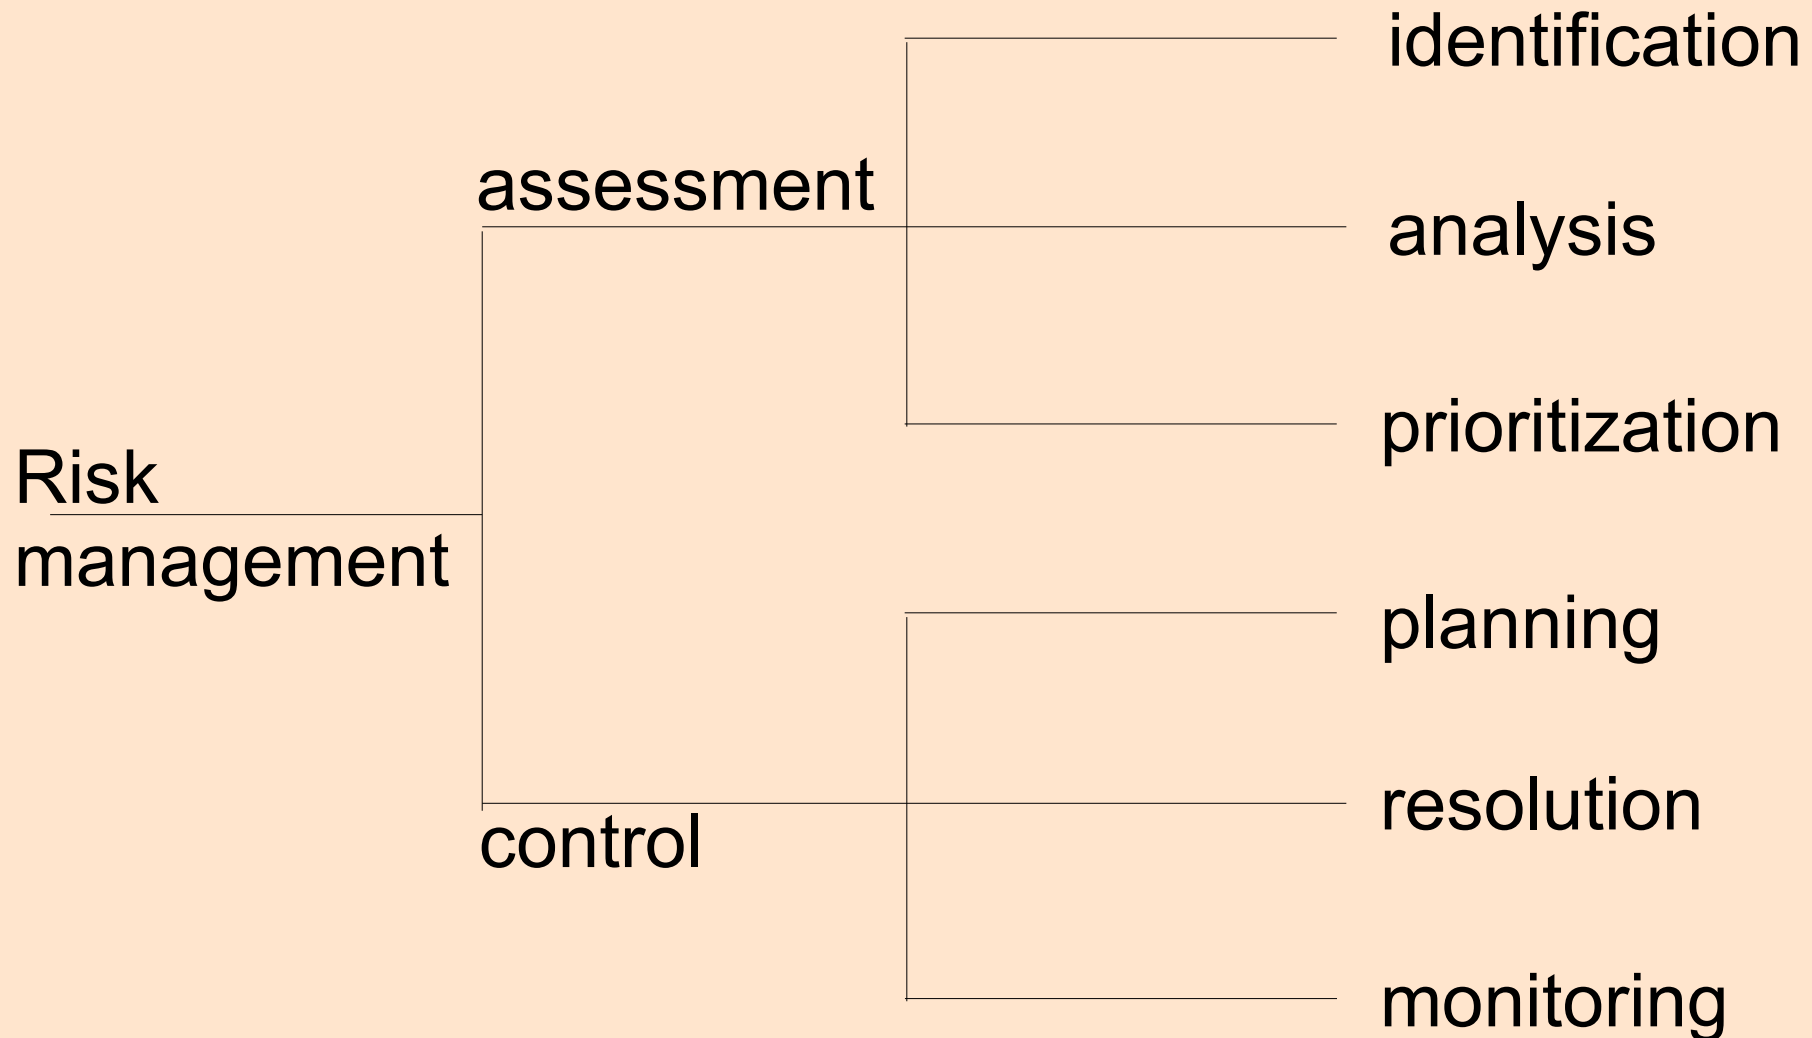 identification
assessment
analysis
prioritization
Risk
management
planning
resolution
control
monitoring